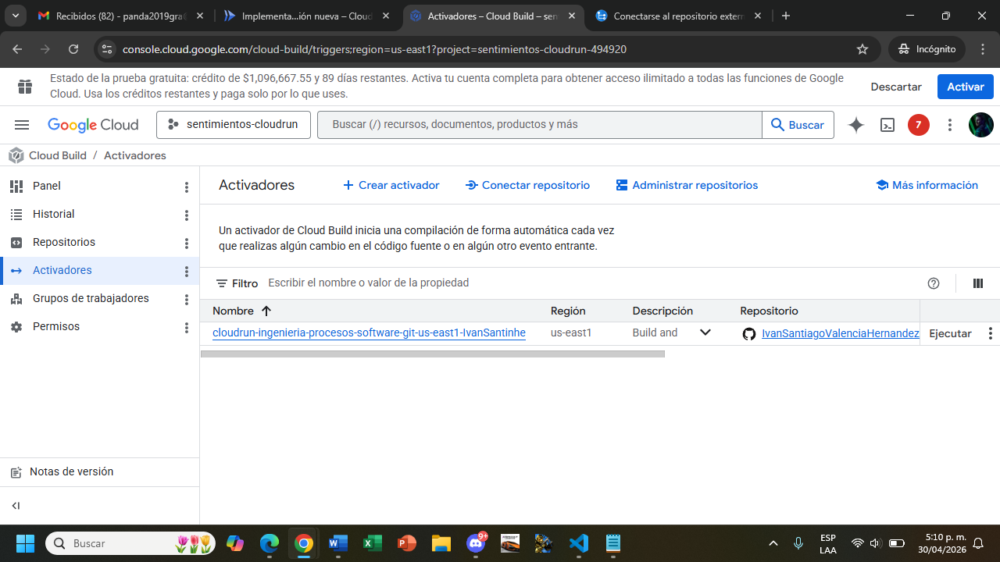 Recibidos (82) - panda2019gra
Implementa...ión nueva – Cloud
Activadores – Cloud Build – sen
Conectarse al repositorio extern
console.cloud.google.com/cloud-build/triggers;region=us-east1?project=sentimientos-cloudrun-494920
Incógnito
Estado de la prueba gratuita: crédito de $1,096,667.55 y 89 días restantes. Activa tu cuenta completa para obtener acceso ilimitado a todas las funciones de Google
Cloud. Usa los créditos restantes y paga solo por lo que uses.
Descartar
Activar
Google Cloud
sentimientos-cloudrun
Buscar (/) recursos, documentos, productos y más
Buscar
7
Cloud Build / Activadores
Panel
Historial
Repositorios
Activadores
Grupos de trabajadores
Permisos
Notas de versión
Activadores
Crear activador
Conectar repositorio
Administrar repositorios
Más información
Un activador de Cloud Build inicia una compilación de forma automática cada vez
que realizas algún cambio en el código fuente o en algún otro evento entrante.
Filtro
Escribir el nombre o valor de la propiedad
Nombre
Región
Descripción
Repositorio
cloudrun-ingenieria-procesos-software-git-us-east1-IvanSantinhe
us-east1
Build and
IvanSantiagoValenciaHernandez
Ejecutar
Buscar
9+
ESP
LAA
5:10 p. m.
30/04/2026